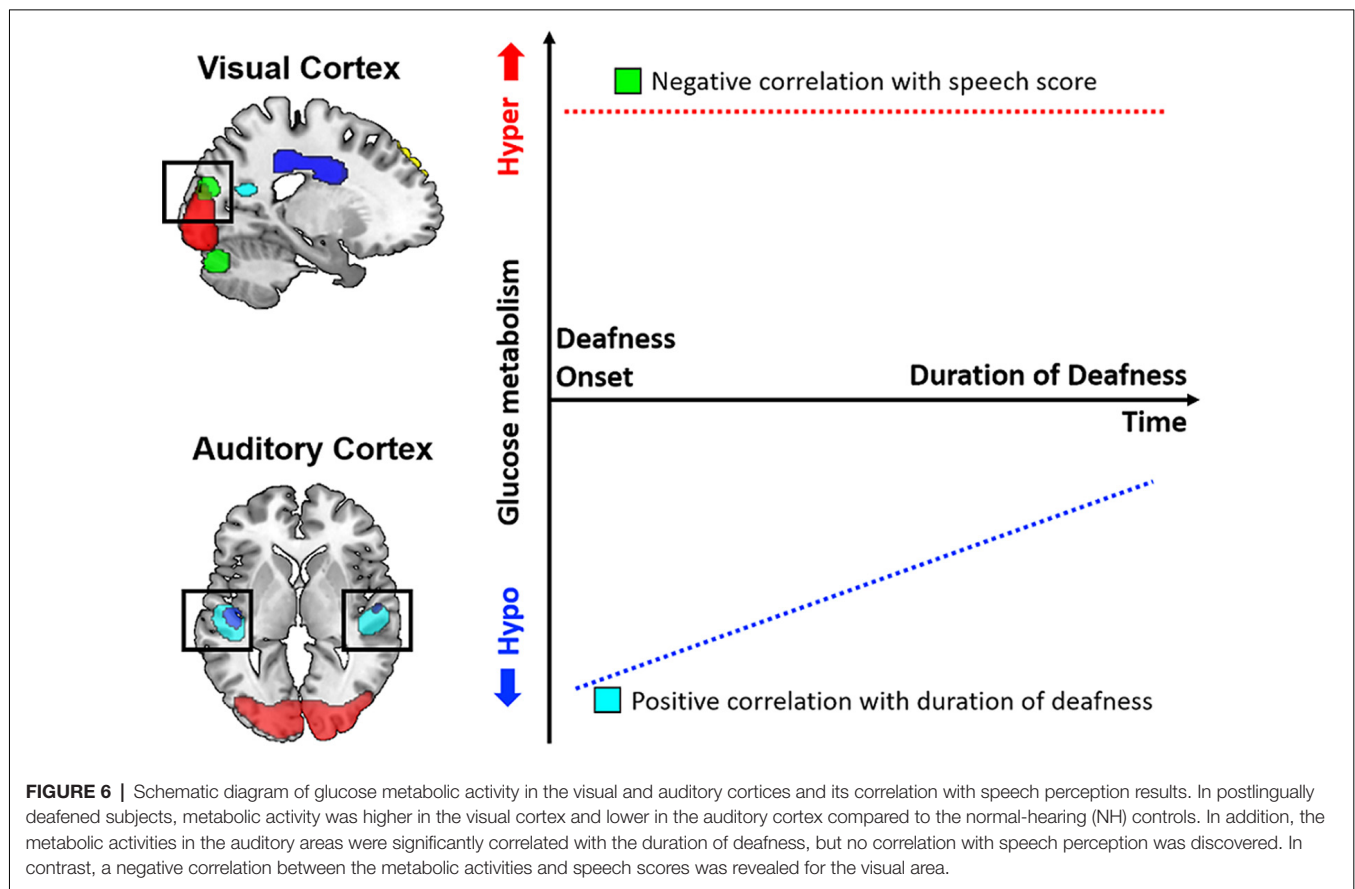 Visual Cortex
Hyper
Negative correlation with speech score
Glucose metabolism
Deafness
Onset
Duration of Deafness
Time
Auditory Cortex
Hypo
Positive correlation with duration of deafness
FIGURE 6 | Schematic diagram of glucose metabolic activity in the visual and auditory cortices and its correlation with speech perception results. In postlingually
deafened subjects, metabolic activity was higher in the visual cortex and lower in the auditory cortex compared to the normal-hearing (NH) controls. In addition, the
metabolic activities in the auditory areas were significantly correlated with the duration of deafness, but no correlation with speech perception was discovered. In
contrast, a negative correlation between the metabolic activities and speech scores was revealed for the visual area.